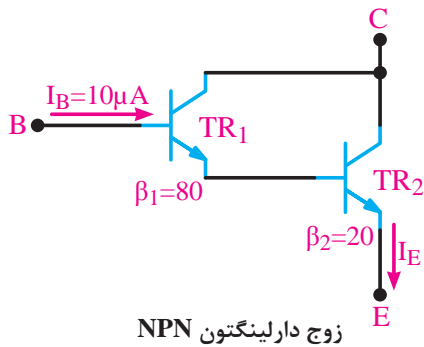 C
I_B=10µA
B
TR₁
TR₂
β₁=80
β₂=20
I_E
E
زوج دارلینگتون NPN